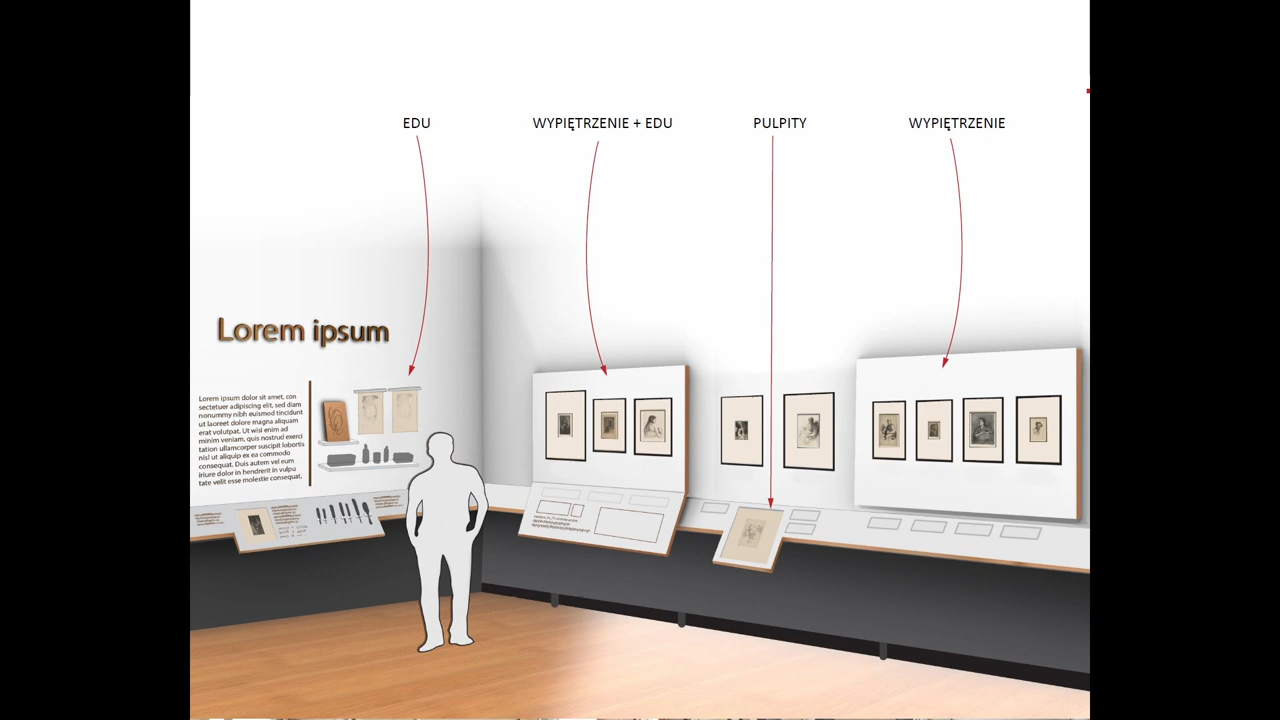 EDU
WYPIĘTRZENIE + EDU
PULPITY
WYPIĘTRZENIE
Lorem ipsum
Lorem ipsum dolor sit amet, con
sectetuer adipiscing elit, sed diam
nonummy nibh euismod tincidunt
ut laoreet dolore magna aliquam
erat volutpat. Ut wisi enim ad
minim veniam, quis nostrud exerci
tation ullamcorper suscipit lobortis
nisl ut aliquip ex ea commodo
consequat. Duis autem vel eum
iriure dolor in hendrerit in vulpu
tate velit esse molestie consequat,